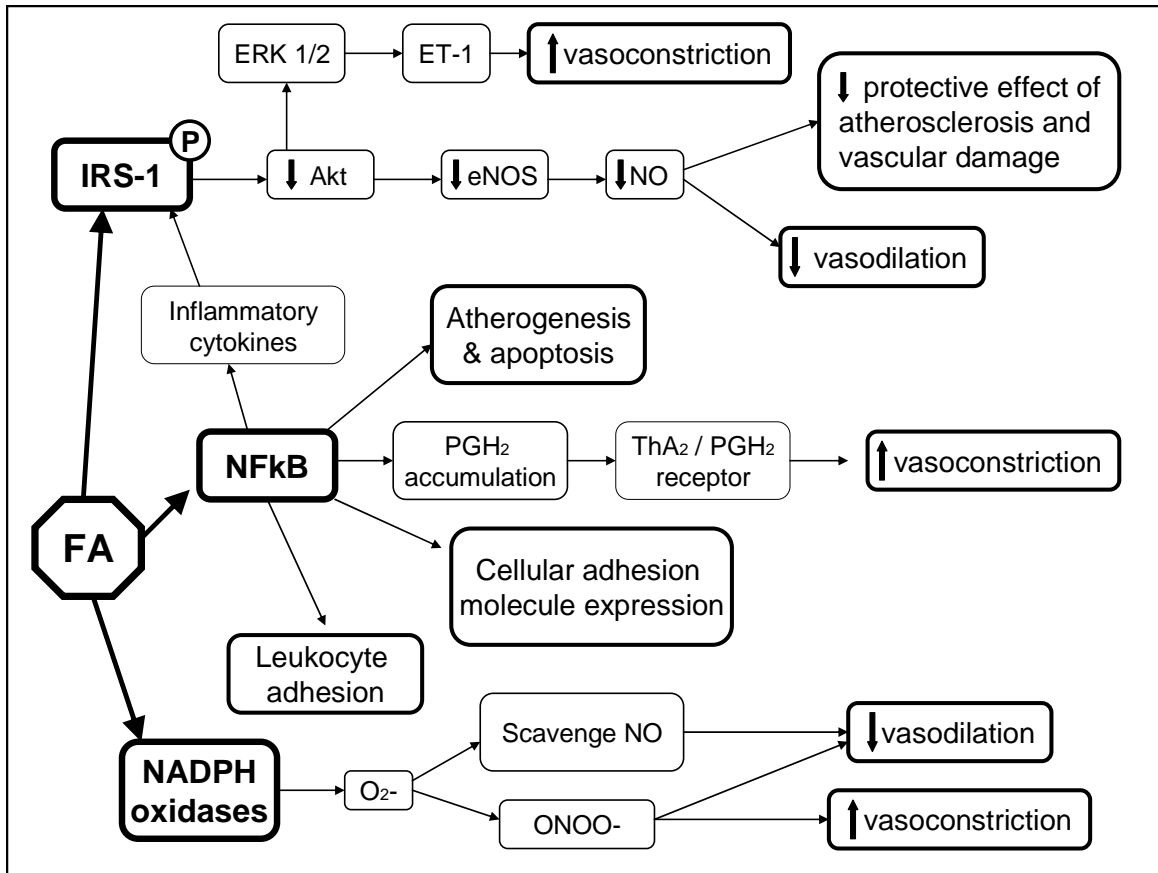 ERK 1/2
ET-1
vasoconstriction
protective effect of
atherosclerosis and
vascular damage
P
IRS-1
Akt
eNOS
NO
vasodilation
Inflammatory
cytokines
Atherogenesis
& apoptosis
NFkB
PGH2
accumulation
ThA2 / PGH2
receptor
vasoconstriction
FA
Cellular adhesion
molecule expression
Leukocyte
adhesion
NADPH
oxidases
O2-
Scavenge NO
vasodilation
ONOO-
vasoconstriction